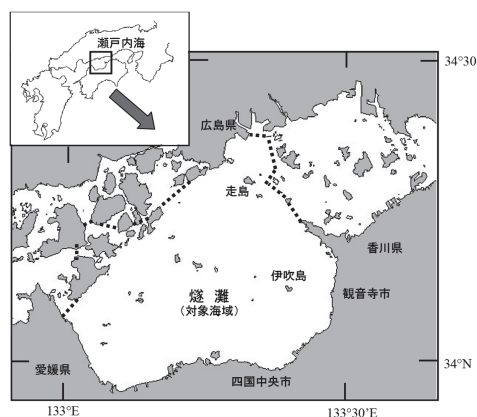 瀬戸内海
34°30
広島県
走島
香川県
伊吹島
燧 灘
(対象海域)
観音寺市
34°N
愛媛県
四国中央市
133°E
133°30'E